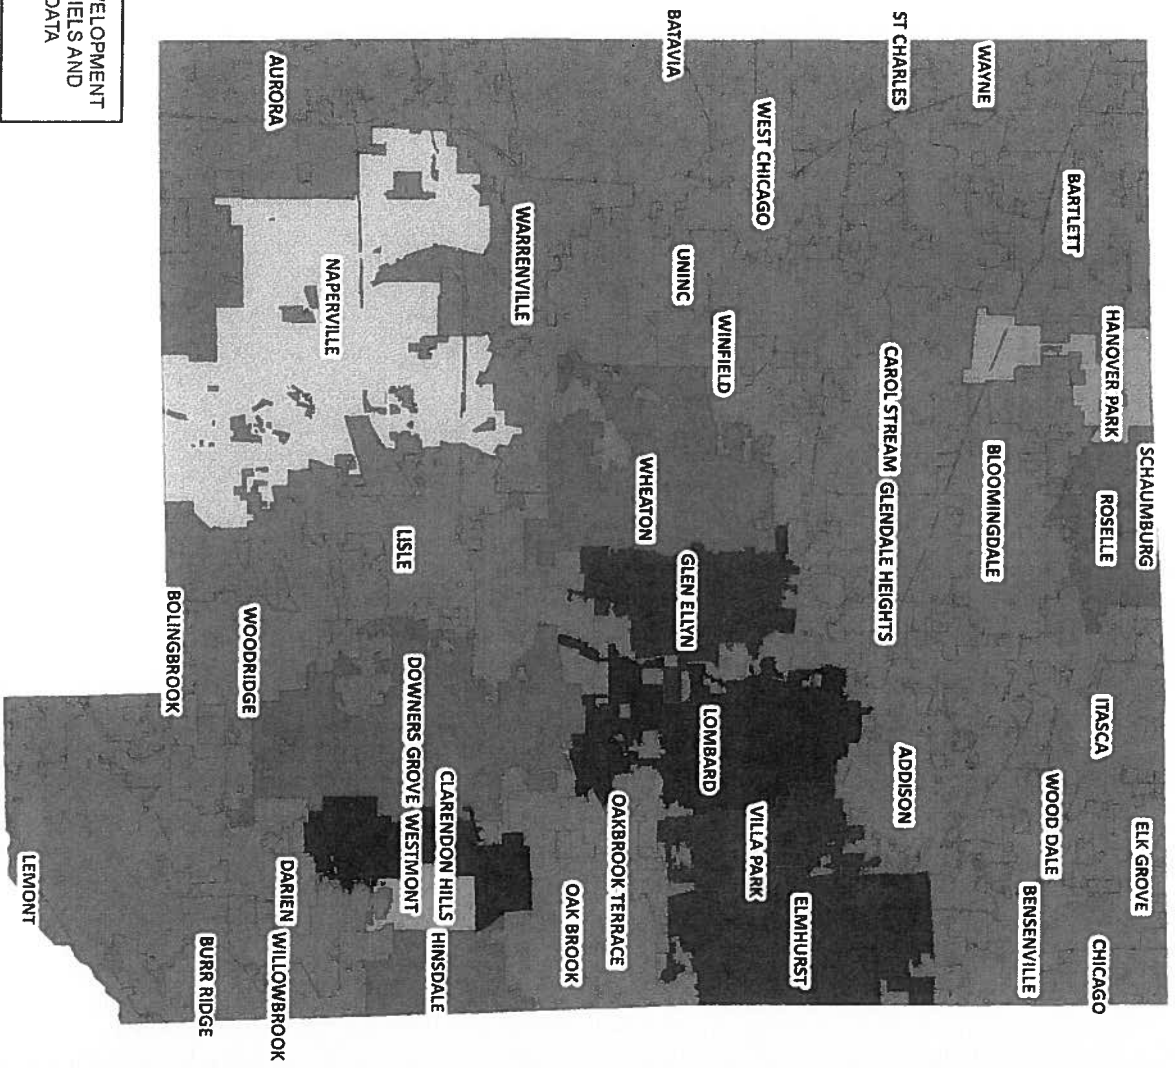 VELOPMENT
IELS AND
DATA
BATAVIA
ST CHARLES
WAYNE
AURORA
WEST CHICAGO
BARTLETT
WARRENVILLE
UNINC
NAPERVILLE
WINFIELD
HANOVER PARK
CAROL STREAM
BLOOMINGDALE
SCHAUMBURG
WHEATON
GLENDALE HEIGHTS
ROSELLE
LISLE
GLEN ELLYN
BOLINGBROOK
WOODRIDGE
DOWNERS GROVE
LOMBARD
ITASCA
ADDISON
WOOD DALE
CLARENDON HILLS
OAKBROOK TERRACE
VILLA PARK
ELK GROVE
WESTMONT
LEMONT
DARIEN
OAK BROOK
ELMHURST
BENSENVILLE
HINSDALE
CHICAGO
BURR RIDGE
WILLOWBROOK